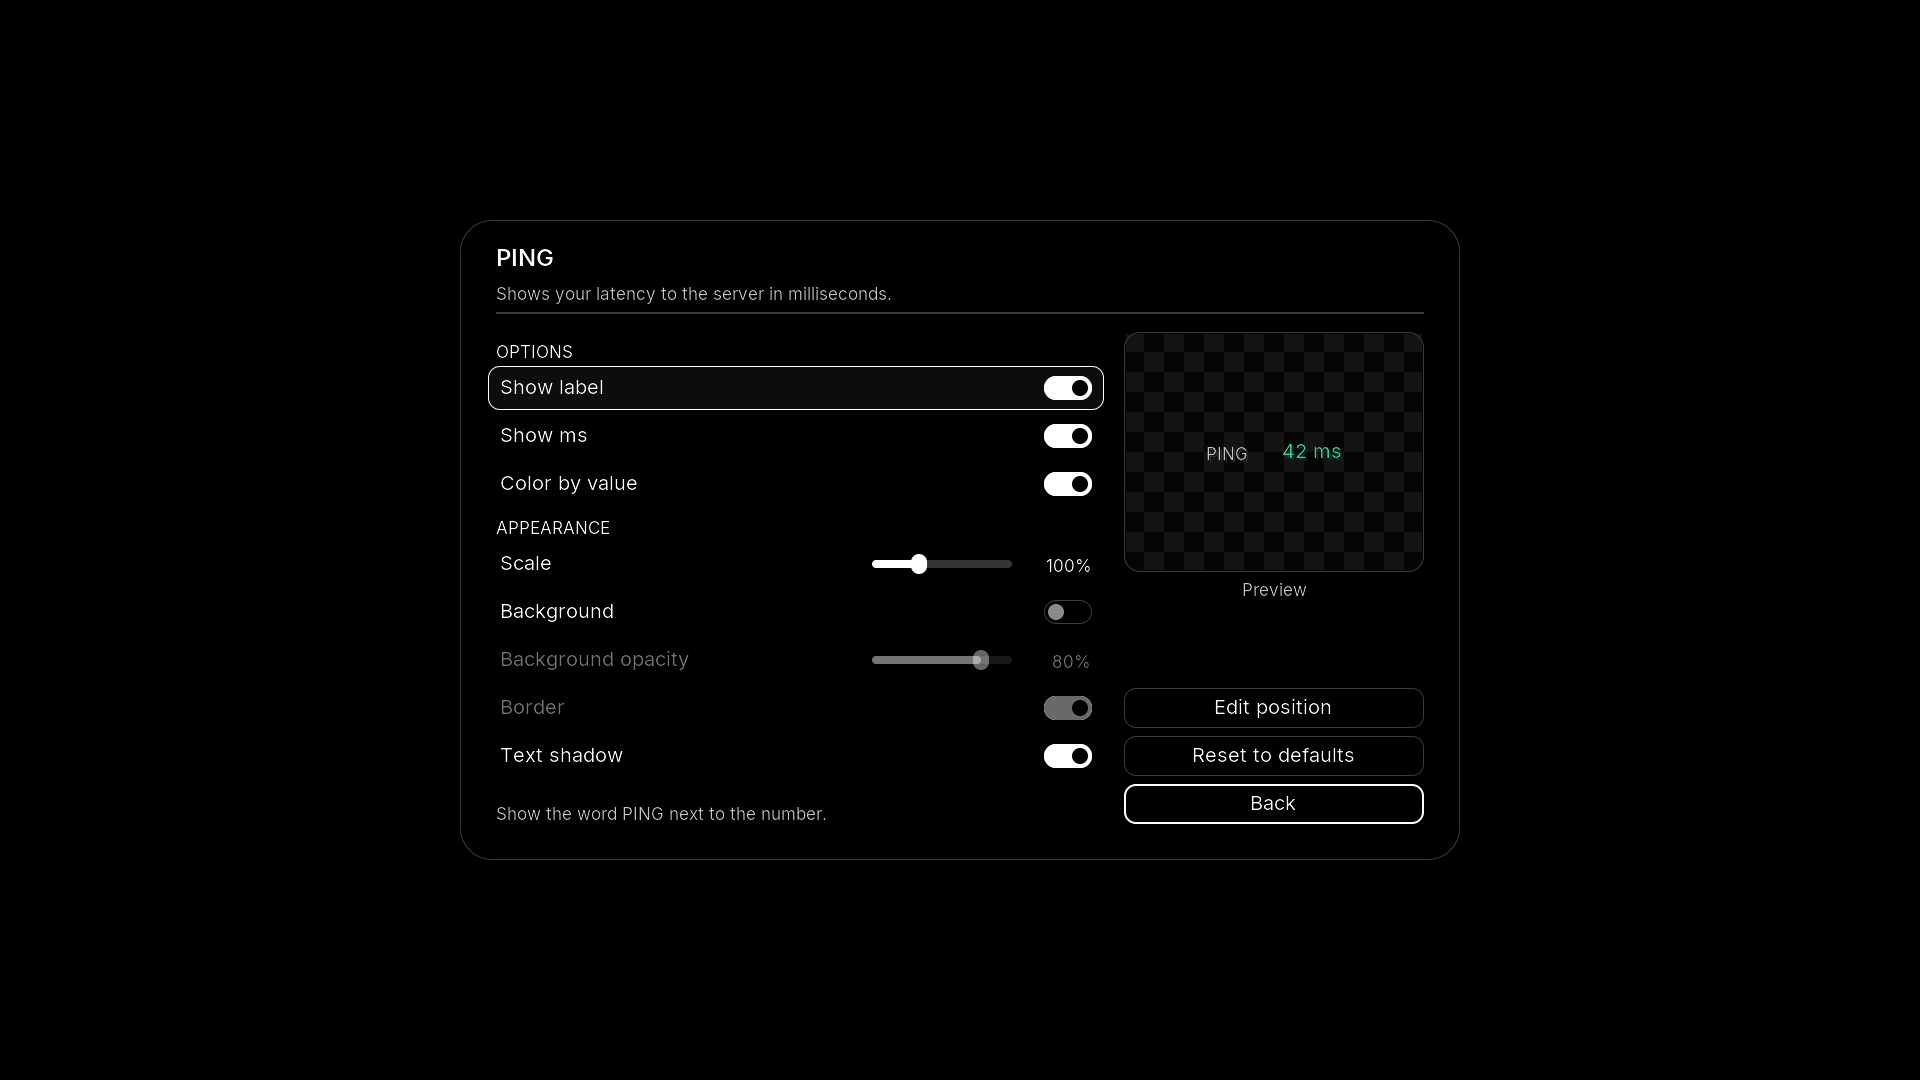 PING
Shows your latency to the server in milliseconds.
OPTIONS
Show label
Show ms
Color by value
APPEARANCE
Scale 100%
Background
Background opacity 80%
Border
Text shadow
Show the word PING next to the number.
PING 42 ms
Preview
Edit position
Reset to defaults
Back